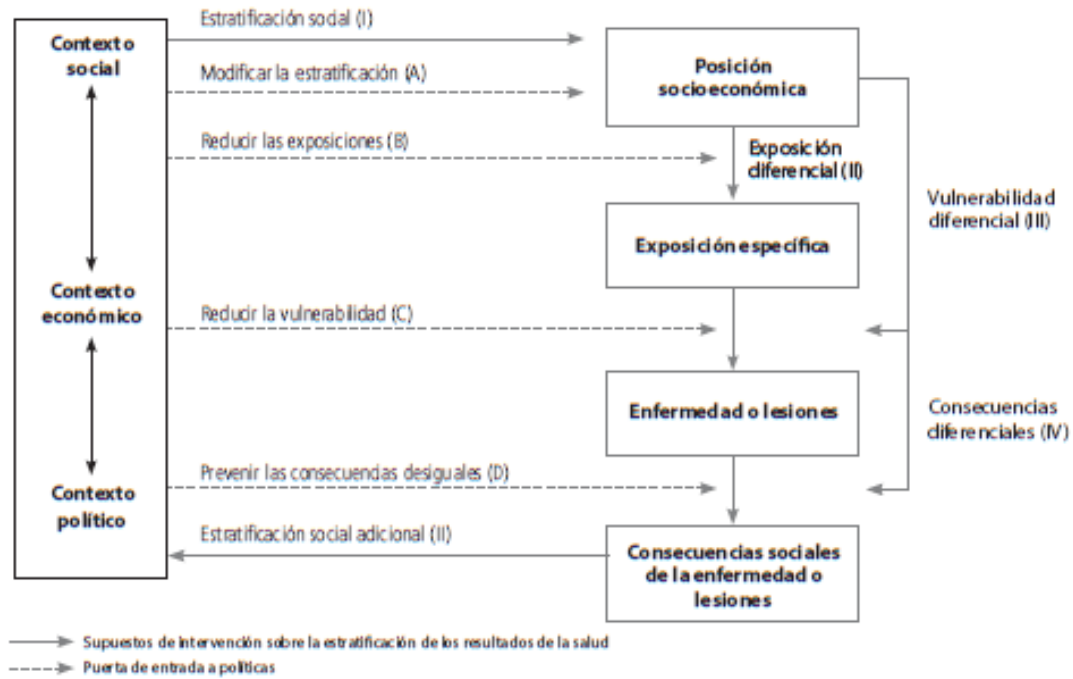 Contexto
social
Contexto
económico
Contexto
político
Estratificación social (I)
Modificar la estratificación (A)
Reducir las exposiciones (B)
Reducir la vulnerabilidad (C)
Prevenir las consecuencias desiguales (D)
Estratificación social adicional (II)
Posición
socioeconómica
Exposición
diferencial (II)
Exposición específica
Enfermedad o lesiones
Consecuencias sociales
de la enfermedad o
lesiones
Vulnerabilidad
diferencial (III)
Consecuencias
diferenciales (IV)
Supuestos de intervención sobre la estratificación de los resultados de la salud
Puerta de entrada a políticas